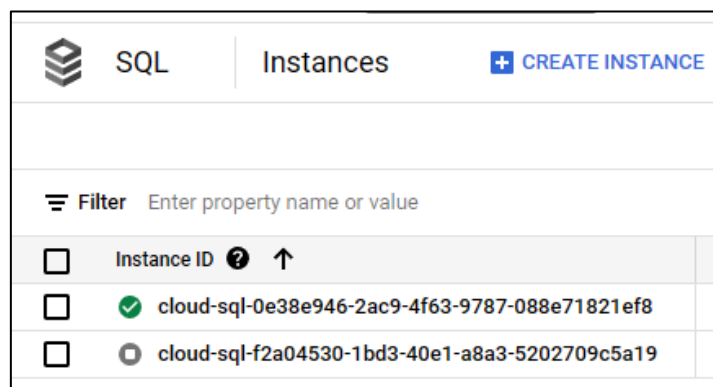 SQL Instances CREATE INSTANCE
Filter Enter property name or value
Instance ID
cloud-sql-0e38e946-2ac9-4f63-9787-088e71821ef8
cloud-sql-f2a04530-1bd3-40e1-a8a3-5202709c5a19